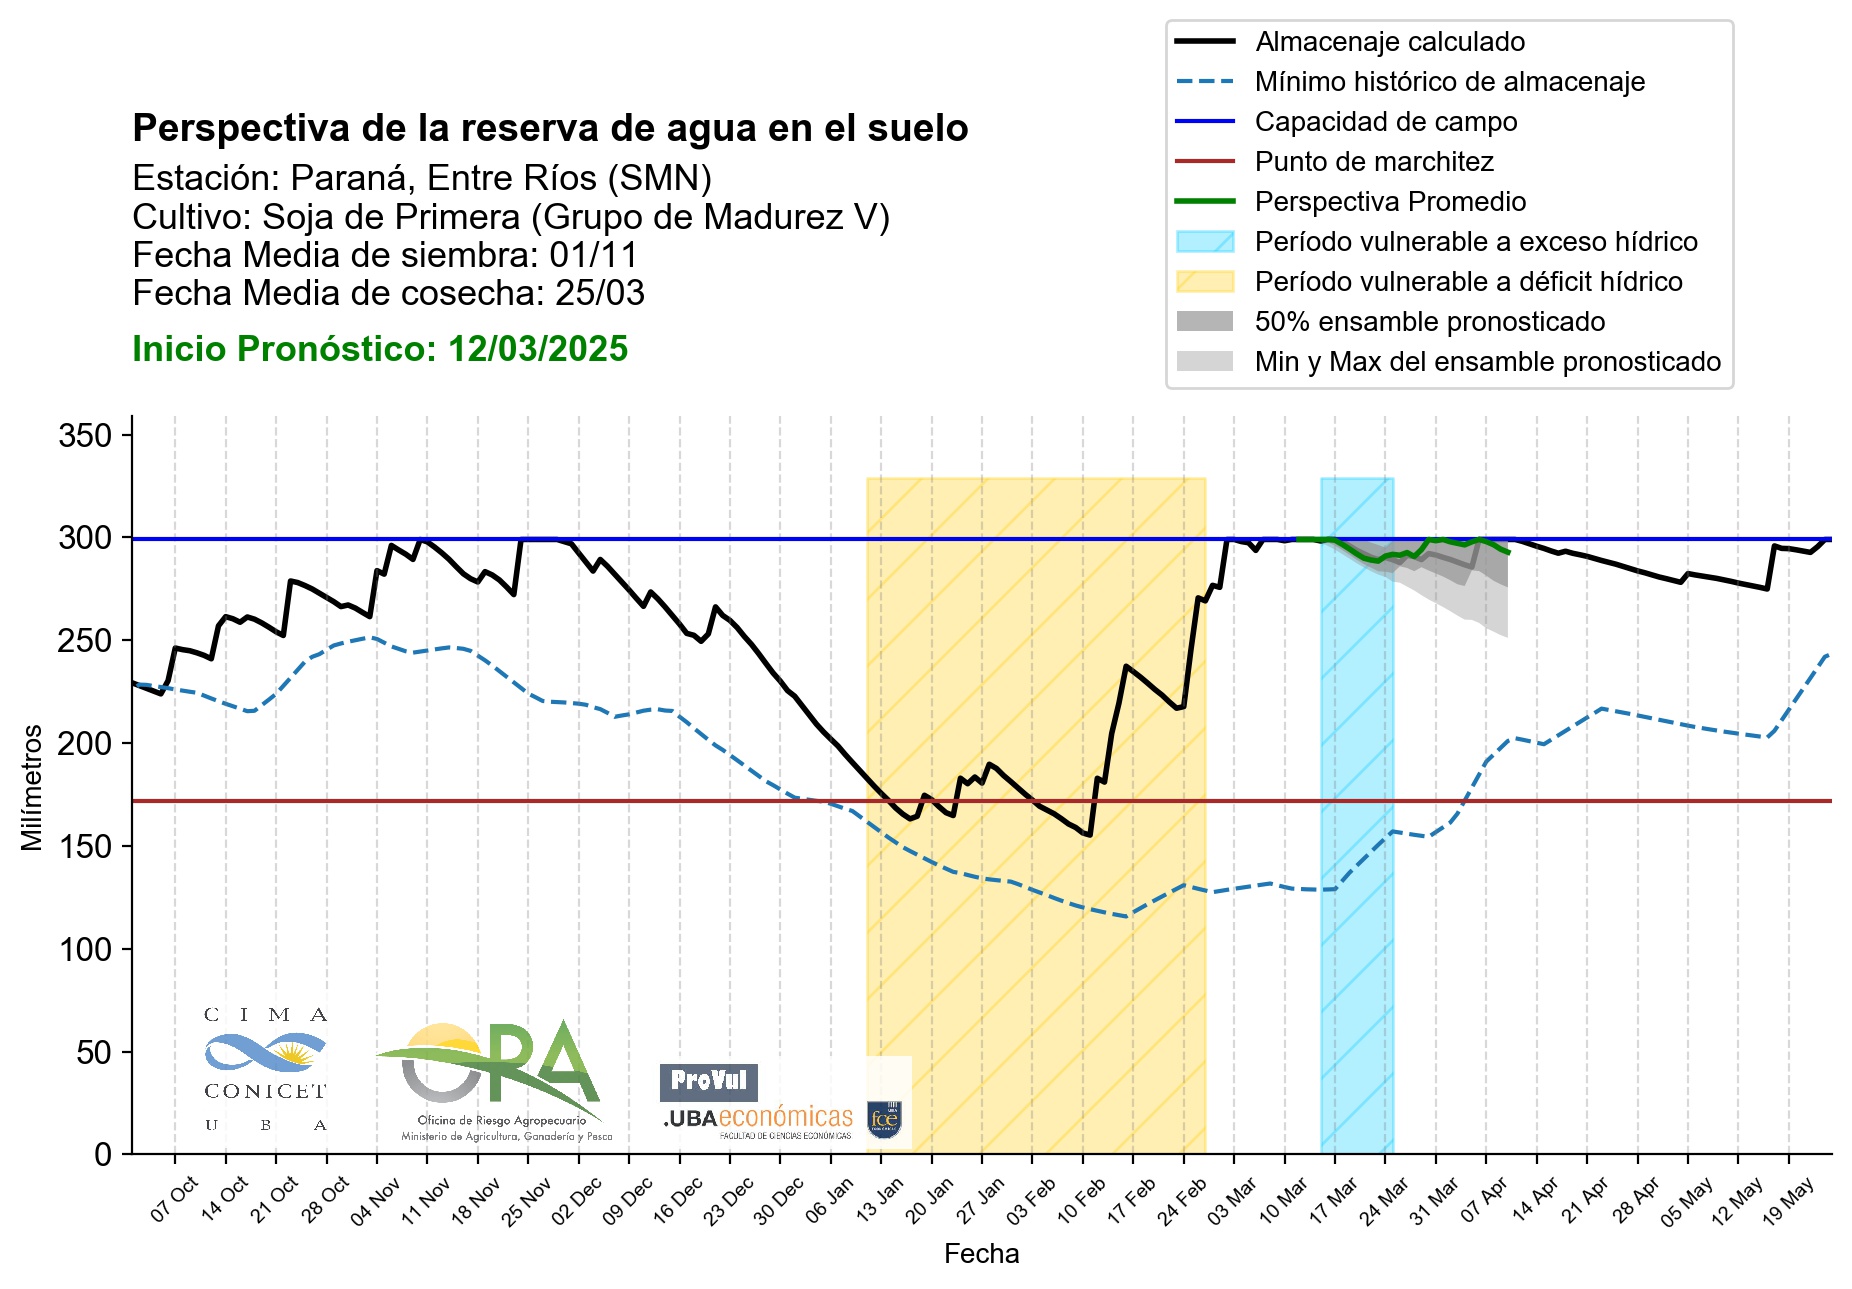 Almacenaje calculado
Mínimo histórico de almacenaje
Capacidad de campo
Punto de marchitez
Perspectiva Promedio
Período vulnerable a exceso hídrico
Período vulnerable a déficit hídrico
50% ensamble pronosticado
Min y Max del ensamble pronosticado
Perspectiva de la reserva de agua en el suelo
Estación: Paraná, Entre Ríos (SMN)
Cultivo: Soja de Primera (Grupo de Madurez V)
Fecha Media de siembra: 01/11
Fecha Media de cosecha: 25/03
Inicio Pronóstico: 12/03/2025
350
300
250
200
150
100
50
0
Milímetros
CIMA
CONICET
UBA
ORA
Oficina de Riesgo Agropecuario
Ministerio de Agricultura, Ganadería y Pesca
ProVul
.UBAeconómicas
FACULTAD DE CIENCIAS ECONÓMICAS
UBA
fce
07 Oct
14 Oct
21 Oct
28 Oct
04 Nov
11 Nov
18 Nov
25 Nov
02 Dec
09 Dec
16 Dec
23 Dec
30 Dec
06 Jan
13 Jan
20 Jan
27 Jan
03 Feb
10 Feb
17 Feb
24 Feb
03 Mar
10 Mar
17 Mar
24 Mar
31 Mar
07 Apr
14 Apr
21 Apr
28 Apr
05 May
12 May
19 May
Fecha